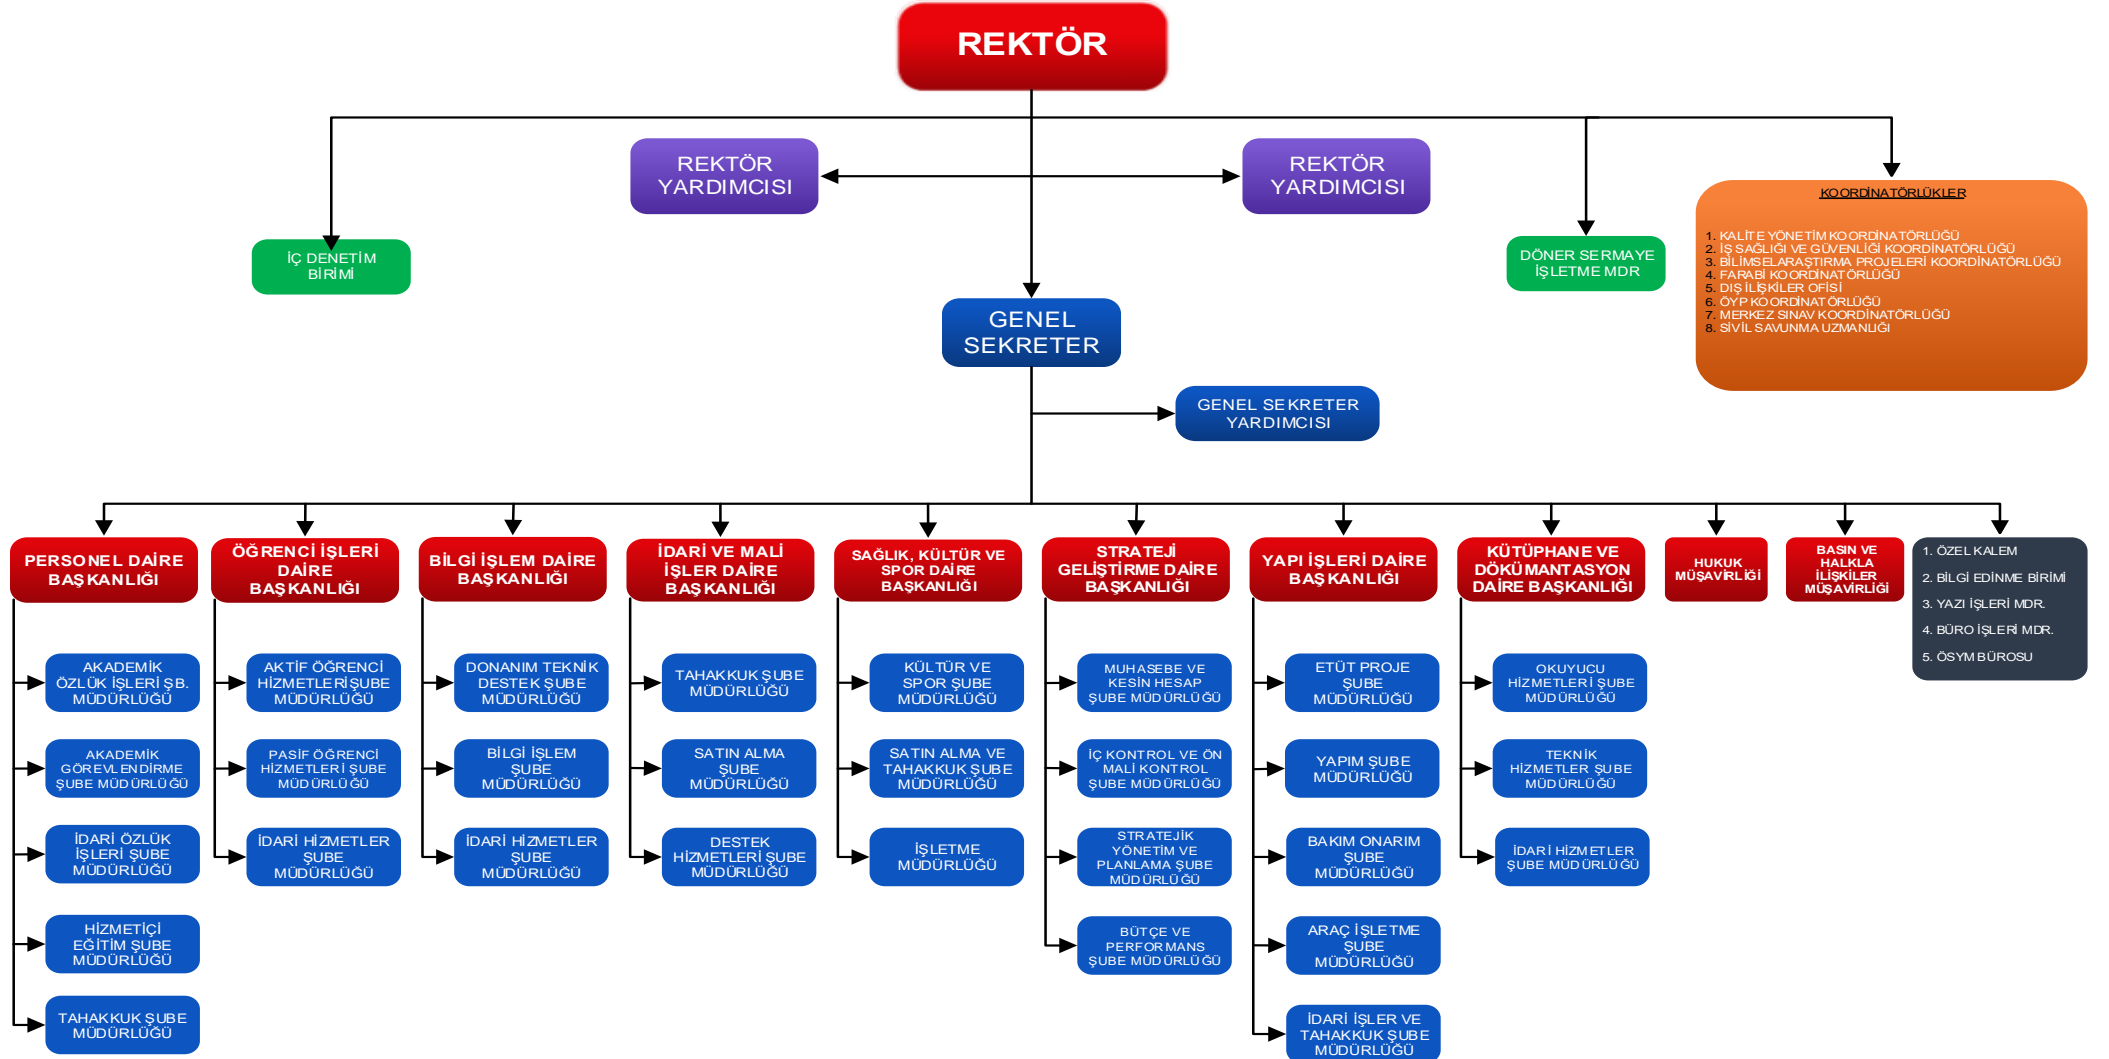 REKTÖR
REKTÖR
YARDIMCISI
REKTÖR
YARDIMCISI
İÇ DENETİM
BİRİMİ
DÖNER SERMAYE
İŞLETME MDR
KOORDİNATÖRLÜKLER
1. KALİTE YÖNETİM KOORDİNATÖRLÜĞÜ
2. İŞ SAĞLIĞI VE GÜVENLİĞİ KOORDİNATÖRLÜĞÜ
3. BİLİMSELARAŞTIRMA PROJELERİ KOORDİNATÖRLÜĞÜ
4. FARABİ KOORDİNATÖRLÜĞÜ
5. DIŞ İLİŞKİLER OFİSİ
6. ÖYP KOORDİNATÖRLÜĞÜ
7. MERKEZ SINAV KOORDİNATÖRLÜĞÜ
8. SİVİL SAVUNMA UZMANLIĞI
GENEL
SEKRETER
GENEL SEKRETER
YARDIMCISI
PERSONEL DAİRE
BAŞKANLIĞI
AKADEMİK
ÖZLÜK İŞLERİ ŞB.
MÜDÜRLÜĞÜ
AKADEMİK
GÖREVLENDİRME
ŞUBE MÜDÜRLÜĞÜ
İDARİ ÖZLÜK
İŞLERİ ŞUBE
MÜDÜRLÜĞÜ
HİZMETİÇİ
EĞİTİM ŞUBE
MÜDÜRLÜĞÜ
TAHAKKUK ŞUBE
MÜDÜRLÜĞÜ
ÖĞRENCİ İŞLERİ
DAİRE
BAŞKANLIĞI
AKTİF ÖĞRENCİ
HİZMETLERİ ŞUBE
MÜDÜRLÜĞÜ
PASİF ÖĞRENCİ
HİZMETLERİ ŞUBE
MÜDÜRLÜĞÜ
İDARİ HİZMETLER
ŞUBE
MÜDÜRLÜĞÜ
BİLGİ İŞLEM DAİRE
BAŞKANLIĞI
DONANIM TEKNİK
DESTEK ŞUBE
MÜDÜRLÜĞÜ
BİLGİ İŞLEM
ŞUBE
MÜDÜRLÜĞÜ
İDARİ HİZMETLER
ŞUBE
MÜDÜRLÜĞÜ
İDARİ VE MALİ
İŞLER DAİRE
BAŞKANLIĞI
TAHAKKUK ŞUBE
MÜDÜRLÜĞÜ
SATIN ALMA
ŞUBE
MÜDÜRLÜĞÜ
DESTEK
HİZMETLERİ ŞUBE
MÜDÜRLÜĞÜ
SAĞLIK, KÜLTÜR VE
SPOR DAİRE
BAŞKANLIĞI
KÜLTÜR VE
SPOR ŞUBE
MÜDÜRLÜĞÜ
SATIN ALMA VE
TAHAKKUK ŞUBE
MÜDÜRLÜĞÜ
İŞLETME
MÜDÜRLÜĞÜ
STRATEJİ
GELİŞTİRME DAİRE
BAŞKANLIĞI
MUHASEBE VE
KESİN HESAP
ŞUBE MÜDÜRLÜĞÜ
İÇ KONTROL VE ÖN
MALİ KONTROL
ŞUBE MÜDÜRLÜĞÜ
STRATEJİK
YÖNETİM VE
PLANLAMA ŞUBE
MÜDÜRLÜĞÜ
BÜTÇE VE
PERFORMANS
ŞUBE MÜDÜRLÜĞÜ
YAPI İŞLERİ DAİRE
BAŞKANLIĞI
ETÜT PROJE
ŞUBE
MÜDÜRLÜĞÜ
YAPIM ŞUBE
MÜDÜRLÜĞÜ
BAKIM ONARIM
ŞUBE
MÜDÜRLÜĞÜ
ARAÇ İŞLETME
ŞUBE
MÜDÜRLÜĞÜ
İDARİ İŞLER VE
TAHAKKUK ŞUBE
MÜDÜRLÜĞÜ
KÜTÜPHANE VE
DÖKÜMANTASYON
DAİRE BAŞKANLIĞI
OKUYUCU
HİZMETLERİ ŞUBE
MÜDÜRLÜĞÜ
TEKNİK
HİZMETLER ŞUBE
MÜDÜRLÜĞÜ
İDARİ HİZMETLER
ŞUBE MÜDÜRLÜĞÜ
HUKUK
MÜŞAVİRLİĞİ
BASIN VE
HALKLA
İLİŞKİLER
MÜŞAVİRLİĞİ
1. ÖZEL KALEM
2. BİLGİ EDİNME BİRİMİ
3. YAZI İŞLERİ MDR.
4. BÜRO İŞLERİ MDR.
5. ÖSYM BÜROSU